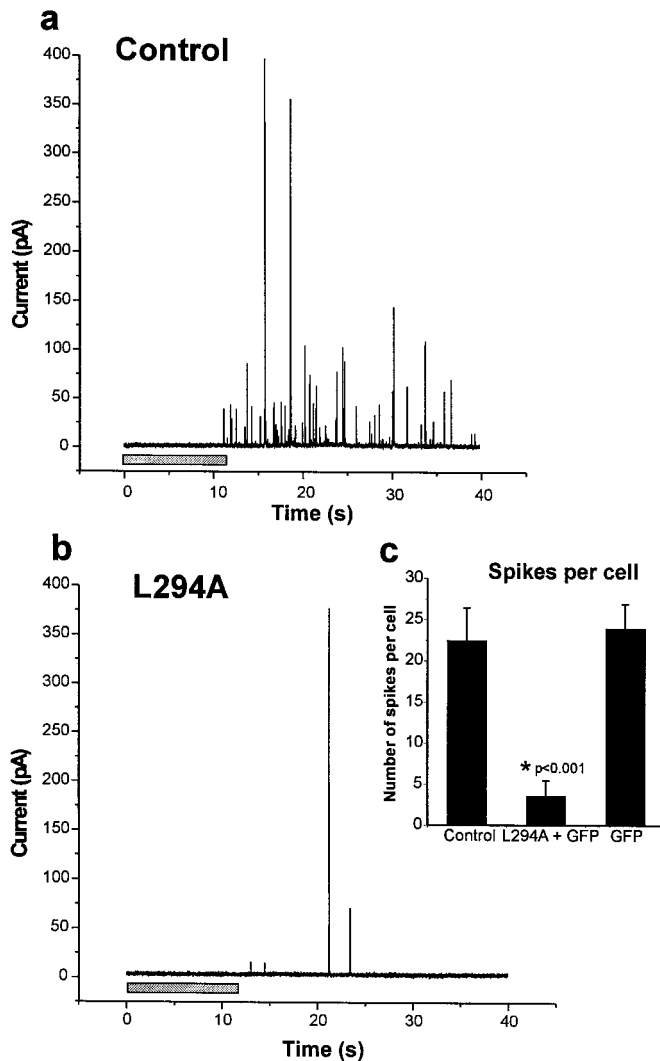 a
Control
400
350
300
250
200
150
100
50
0
Current (pA)
0 10 20 30 40
Time (s)
b
L294A
400
350
300
250
200
150
100
50
0
Current (pA)
0 10 20 30 40
Time (s)
c
Spikes per cell
30
25
20
15
10
5
0
Number of spikes per cell
* p<0.001
Control L294A + GFP GFP